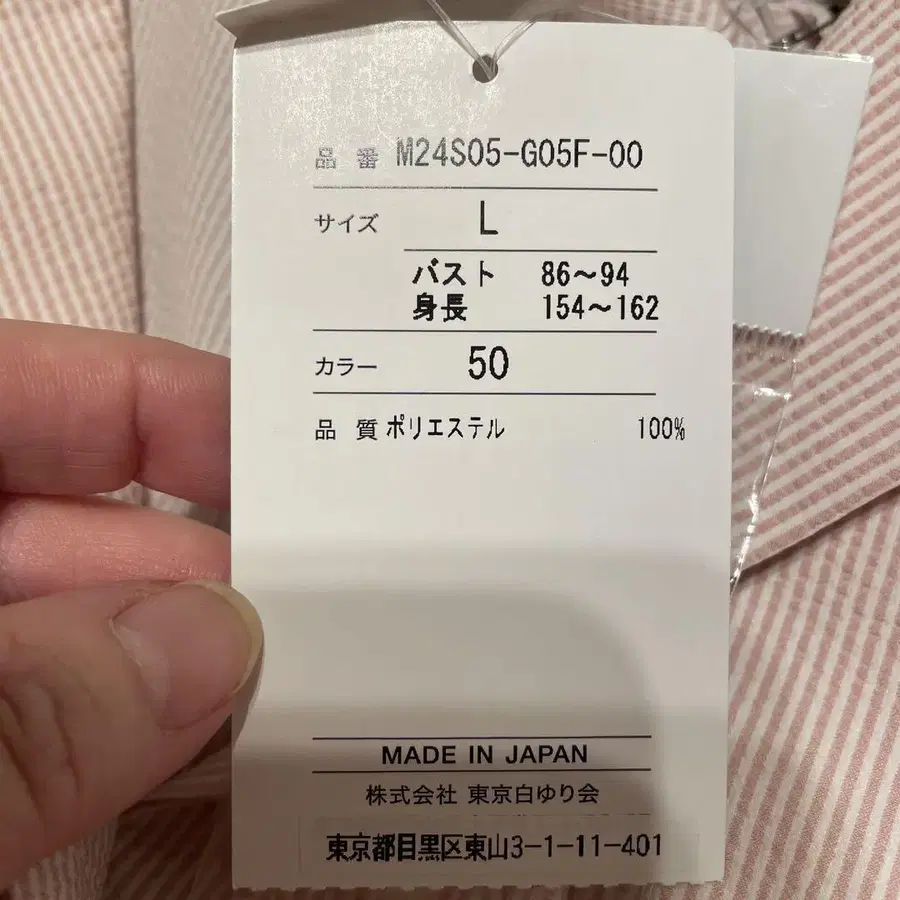 品 番 M24S05-G05F-00
サイズ L
バスト 86〜94
身長 154〜162
カラー 50
品 質 ポリエステル 100%
MADE IN JAPAN
株式会社 東京白ゆり会
東京都目黒区東山3-1-11-401